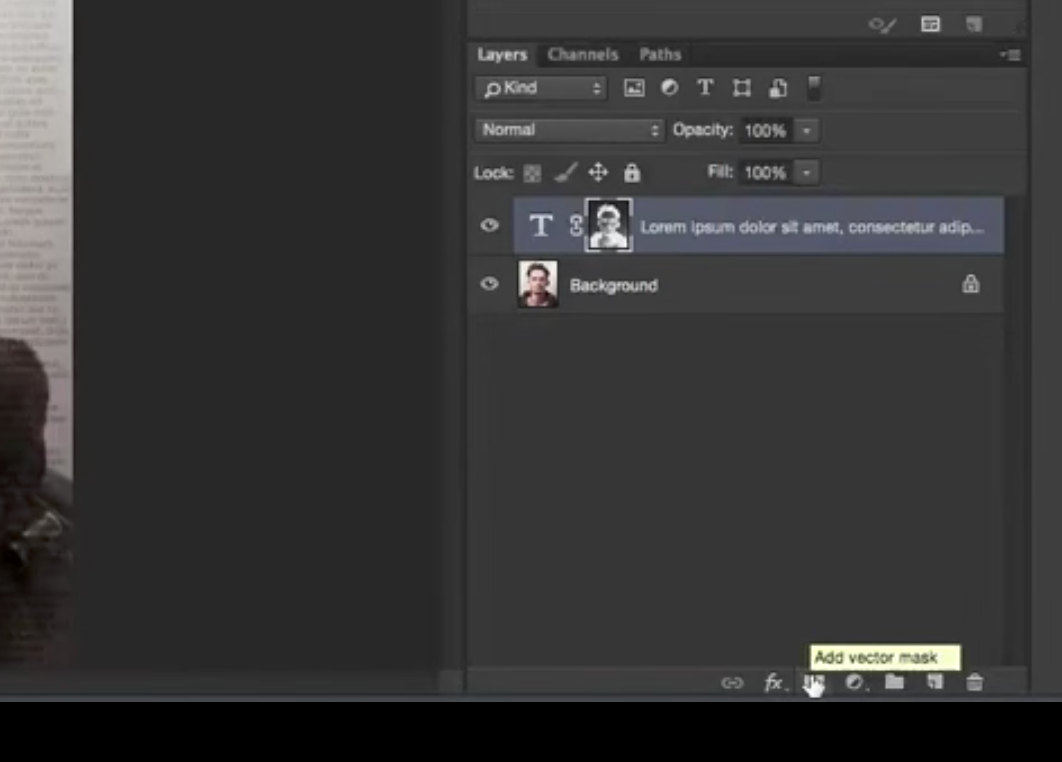 Layers Channels Paths
Kind
Normal Opacity: 100%
Lock: Fill: 100%
T Lorem ipsum dolor sit amet, consectetur adip...
Background
Add vector mask
fx.